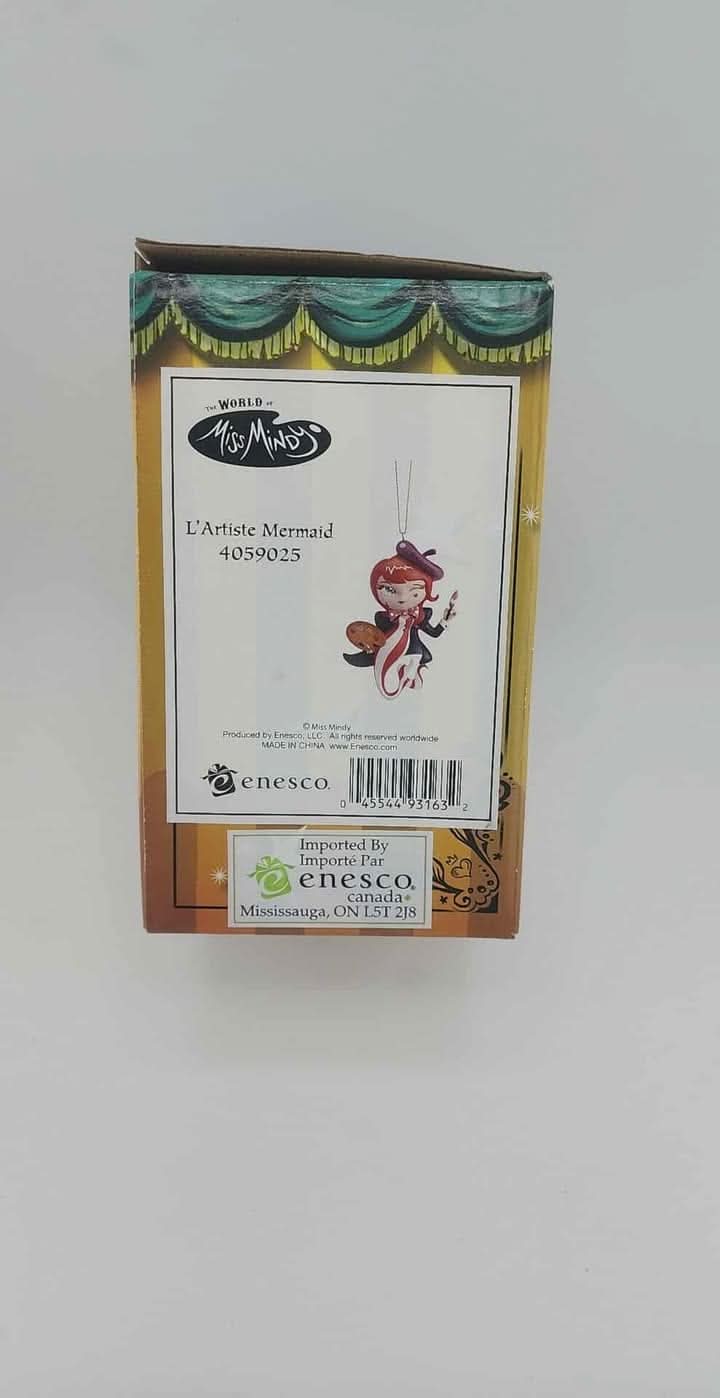 The WORLD of
Miss Mindy
L'Artiste Mermaid
4059025
© Miss Mindy
Produced by Enesco, LLC. All rights reserved worldwide
MADE IN CHINA www.Enesco.com
enesco.
0 45544 93163 2
Imported By
Importé Par
enesco®
canada
Mississauga, ON L5T 2J8